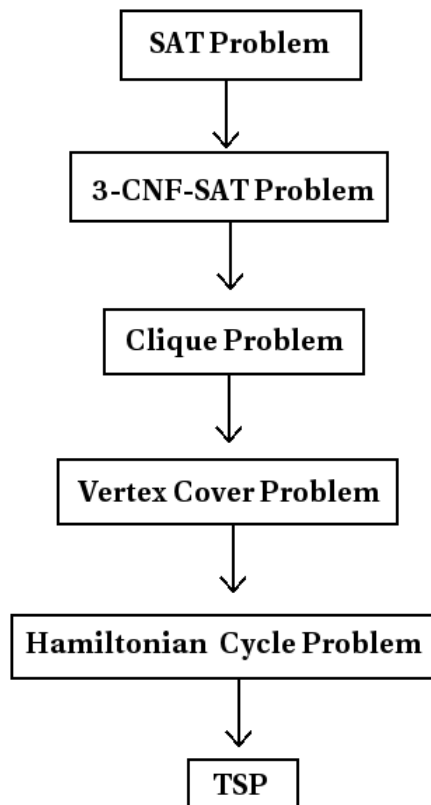 SAT Problem
3-CNF-SAT Problem
Clique Problem
Vertex Cover Problem
Hamiltonian Cycle Problem
TSP